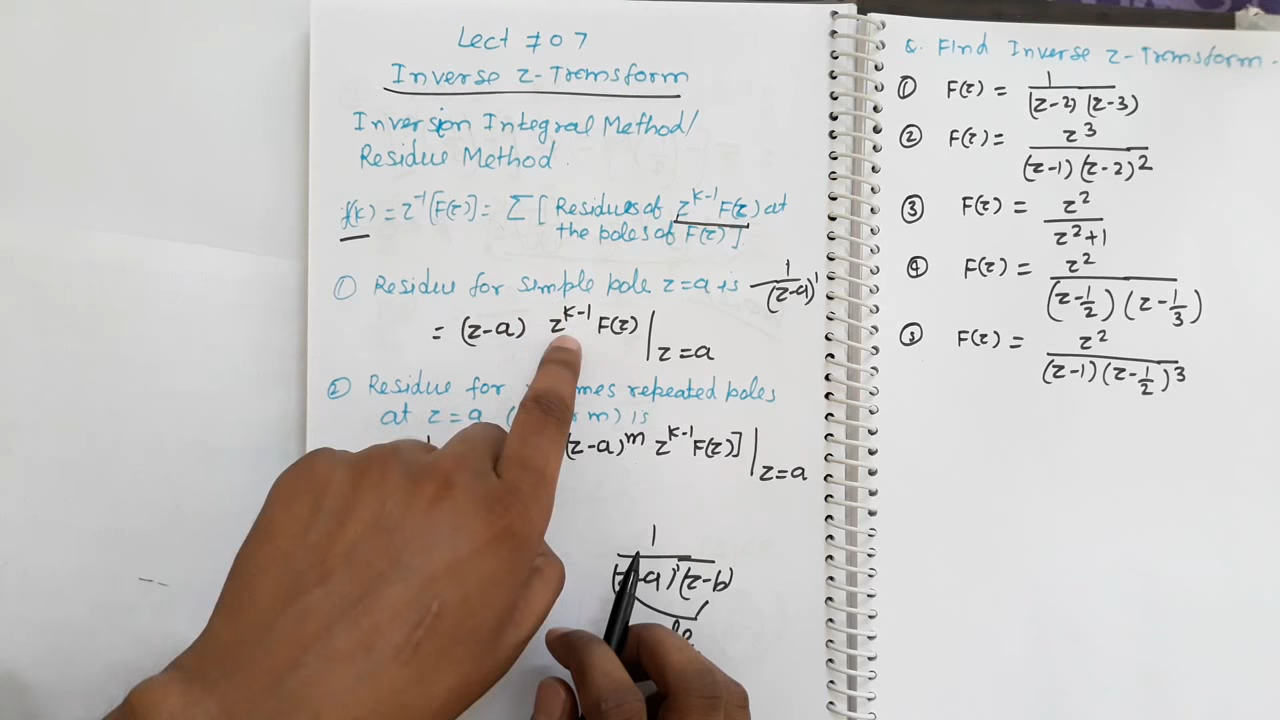 Lect #07
Inverse Z-Transform
Inversion Integral Method/
Residue Method.
f(k) = Z⁻¹[F(z)] = Σ [Residues of z^{k-1} F(z) at
the poles of F(z)].
① Residue for simple pole z=a is 1/(z-a)¹
= (z-a) z^{k-1} F(z) |_{z=a}
② Residue for times repeated poles
at z=a m) is
(z-a)^m z^{k-1} F(z)] |_{z=a}
1/(z-a)¹(z-b)
Q. Find Inverse Z-Transform.
① F(z) = 1/(z-2)(z-3)
② F(z) = z³/(z-1)(z-2)²
③ F(z) = z²/z²+1
④ F(z) = z²/(z-1/2)(z-1/3)
⑤ F(z) = z²/(z-1)(z-1/2)³